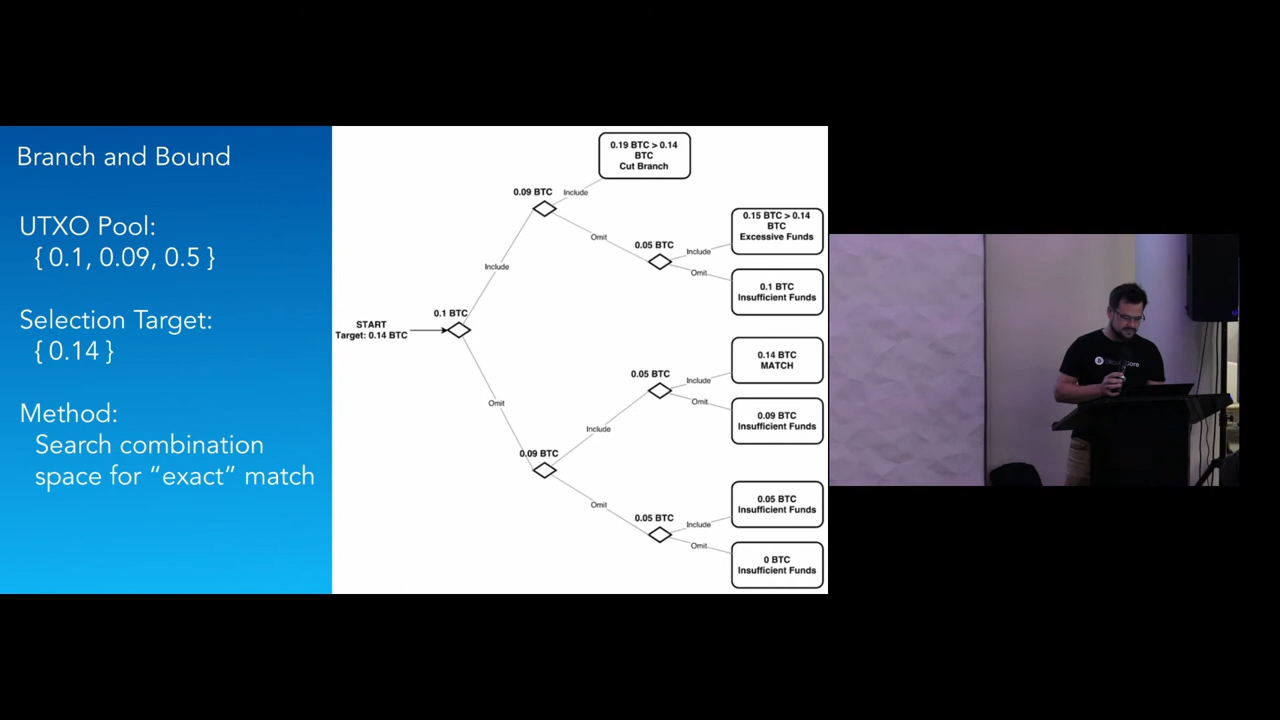 Branch and Bound
UTXO Pool:
{ 0.1, 0.09, 0.5 }
Selection Target:
{ 0.14 }
Method:
Search combination
space for “exact” match
START
Target: 0.14 BTC
0.1 BTC
Include
Omit
0.09 BTC
Include
Omit
0.19 BTC > 0.14
BTC
Cut Branch
0.05 BTC
Include
Omit
0.15 BTC > 0.14
BTC
Excessive Funds
0.1 BTC
Insufficient Funds
0.09 BTC
Include
Omit
0.05 BTC
Include
Omit
0.14 BTC
MATCH
0.09 BTC
Insufficient Funds
0.05 BTC
Include
Omit
0.05 BTC
Insufficient Funds
0 BTC
Insufficient Funds